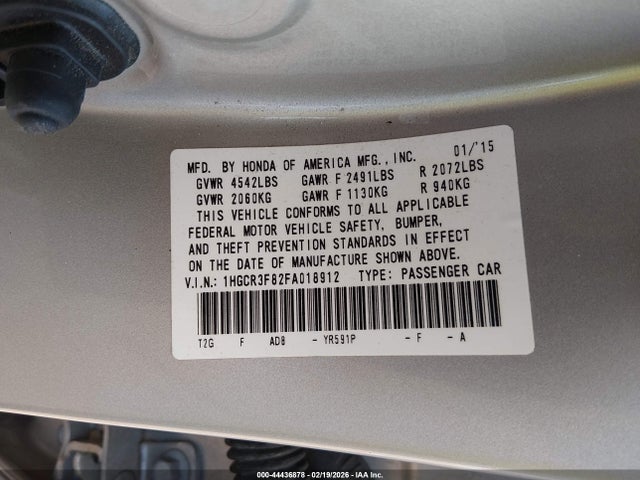 MFD. BY HONDA OF AMERICA MFG., INC. 01/'15
GVWR 4542LBS GAWR F 2491LBS R 2072LBS
GVWR 2060KG GAWR F 1130KG R 940KG
THIS VEHICLE CONFORMS TO ALL APPLICABLE
FEDERAL MOTOR VEHICLE SAFETY, BUMPER,
AND THEFT PREVENTION STANDARDS IN EFFECT
ON THE DATE OF MANUFACTURE SHOWN ABOVE.
V.I.N.: 1HGCR3F82FA018912 TYPE: PASSENGER CAR
T2G F AD8 - YR591P - F - A
000-44436878 - 02/19/2026 - IAA Inc.